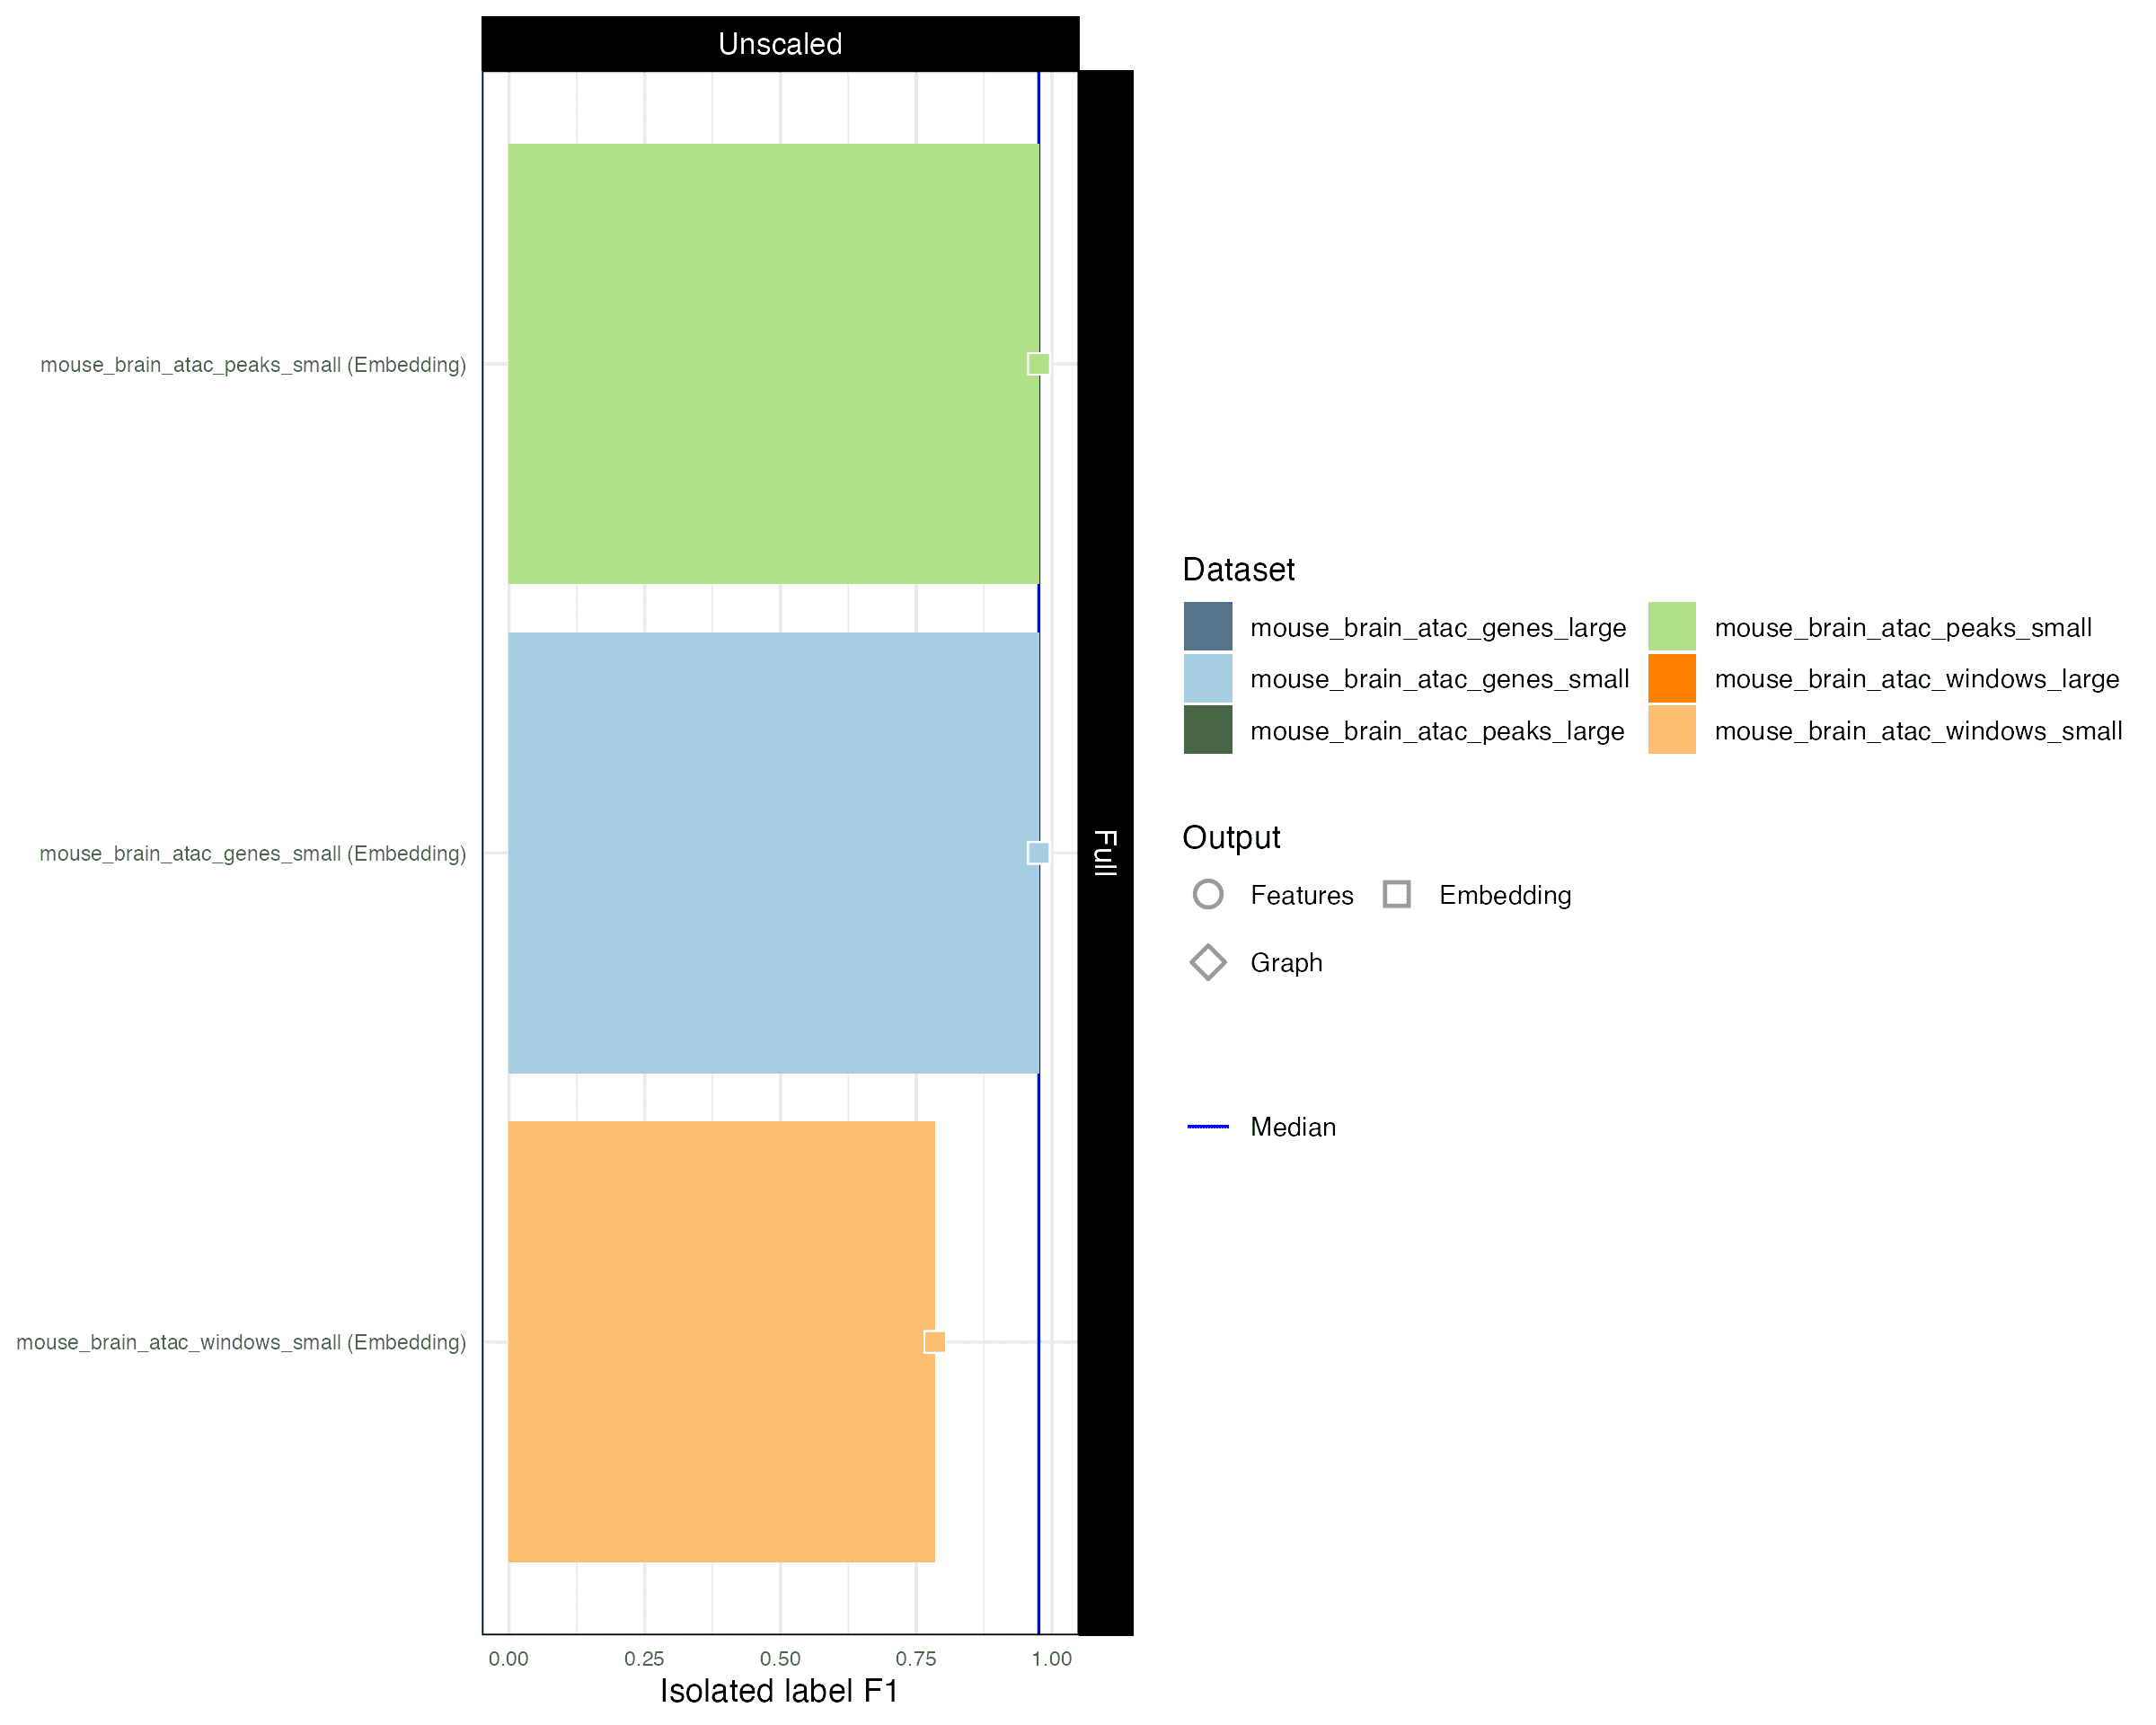 Unscaled
mouse_brain_atac_peaks_small (Embedding)
mouse_brain_atac_genes_small (Embedding)
mouse_brain_atac_windows_small (Embedding)
Full
0.00 0.25 0.50 0.75 1.00
Isolated label F1
Dataset
mouse_brain_atac_genes_large mouse_brain_atac_peaks_small
mouse_brain_atac_genes_small mouse_brain_atac_windows_large
mouse_brain_atac_peaks_large mouse_brain_atac_windows_small
Output
Features Embedding
Graph
Median